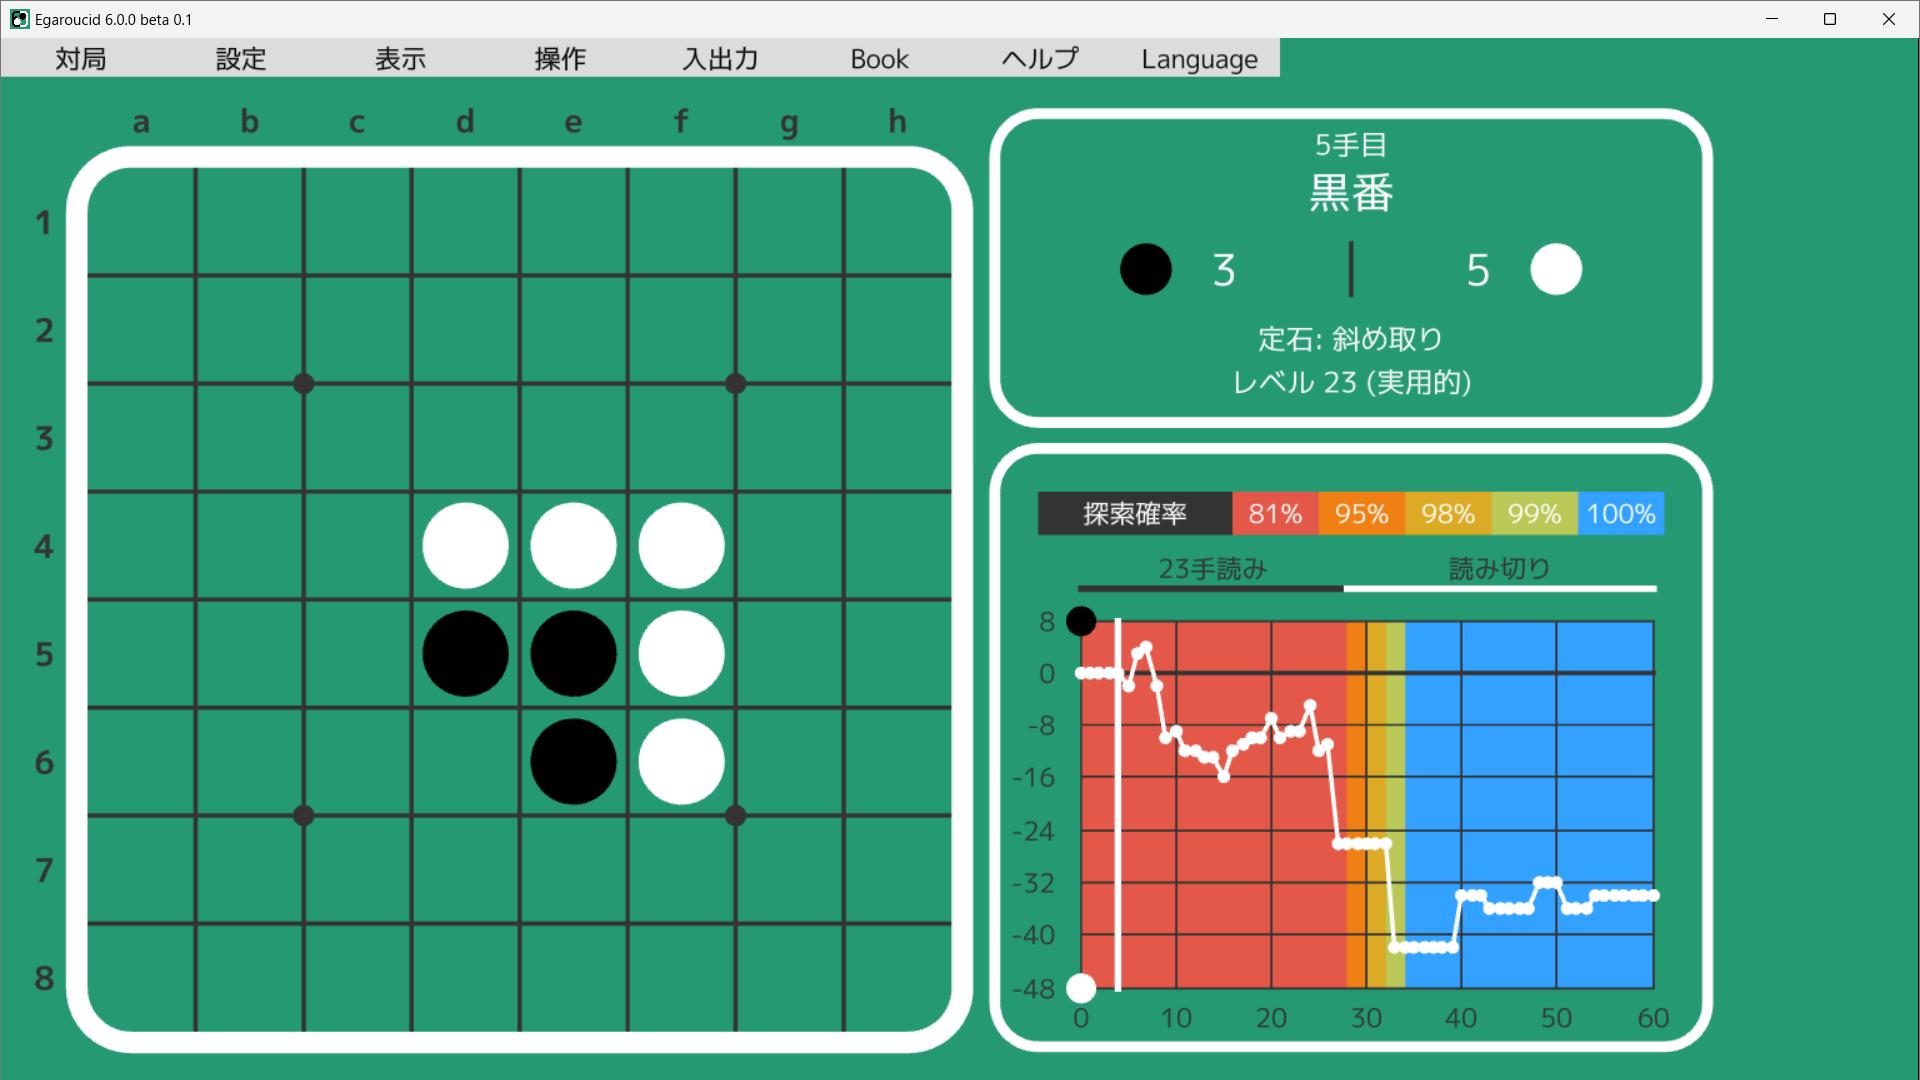 Egaroucid 6.0.0 beta 0.1
対局 設定 表示 操作 入出力 Book ヘルプ Language
a b c d e f g h
1
2
3
4
5
6
7
8
5手目
黒番
3 5
定石: 斜め取り
レベル 23 (実用的)
探索確率 81% 95% 98% 99% 100%
23手読み 読み切り
8
0
-8
-16
-24
-32
-40
-48
0 10 20 30 40 50 60